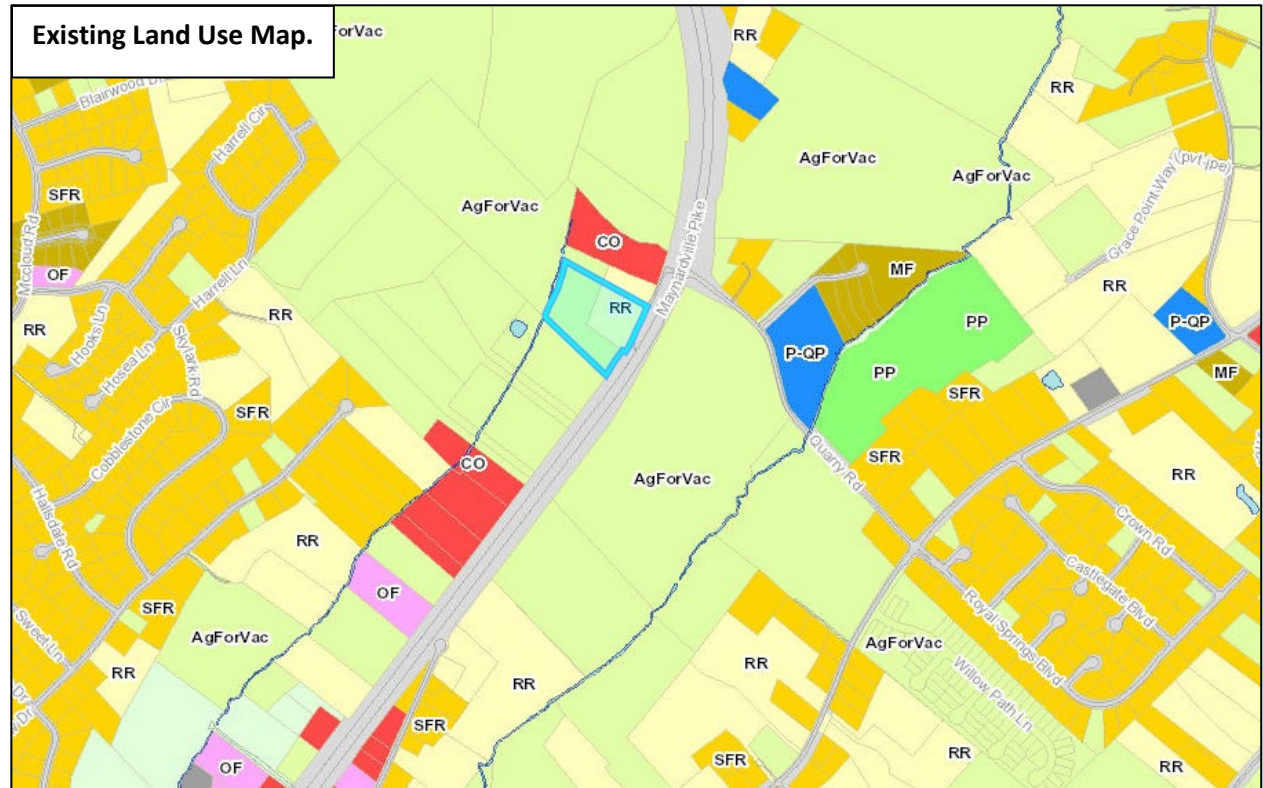 Existing Land Use Map.
ForVac
RR
Blairwood Dr
Harrell Cir
RR
AgForVac
AgForVac
Grace Point Way (pvt-jpe)
SFR
AgForVac
Mccloud Rd
CO
Maynardville Pike
OF
Harrell Ln
MF
RR
RR
RR
RR
PP
P-QP
Hooks Ln
Hosea Ln
Skylark Rd
P-QP
PP
MF
SFR
Cobblestone Cir
SFR
Quarry Rd
SFR
CO
AgForVac
RR
Hallsdale Rd
Crown Rd
RR
Castlegate Blvd
OF
SFR
Royal Springs Blvd
Sweet Ln
AgForVac
AgForVac
RR
RR
RR
Willow Path Ln
Dr
w Dr
SFR
RR
OF
SFR
RR